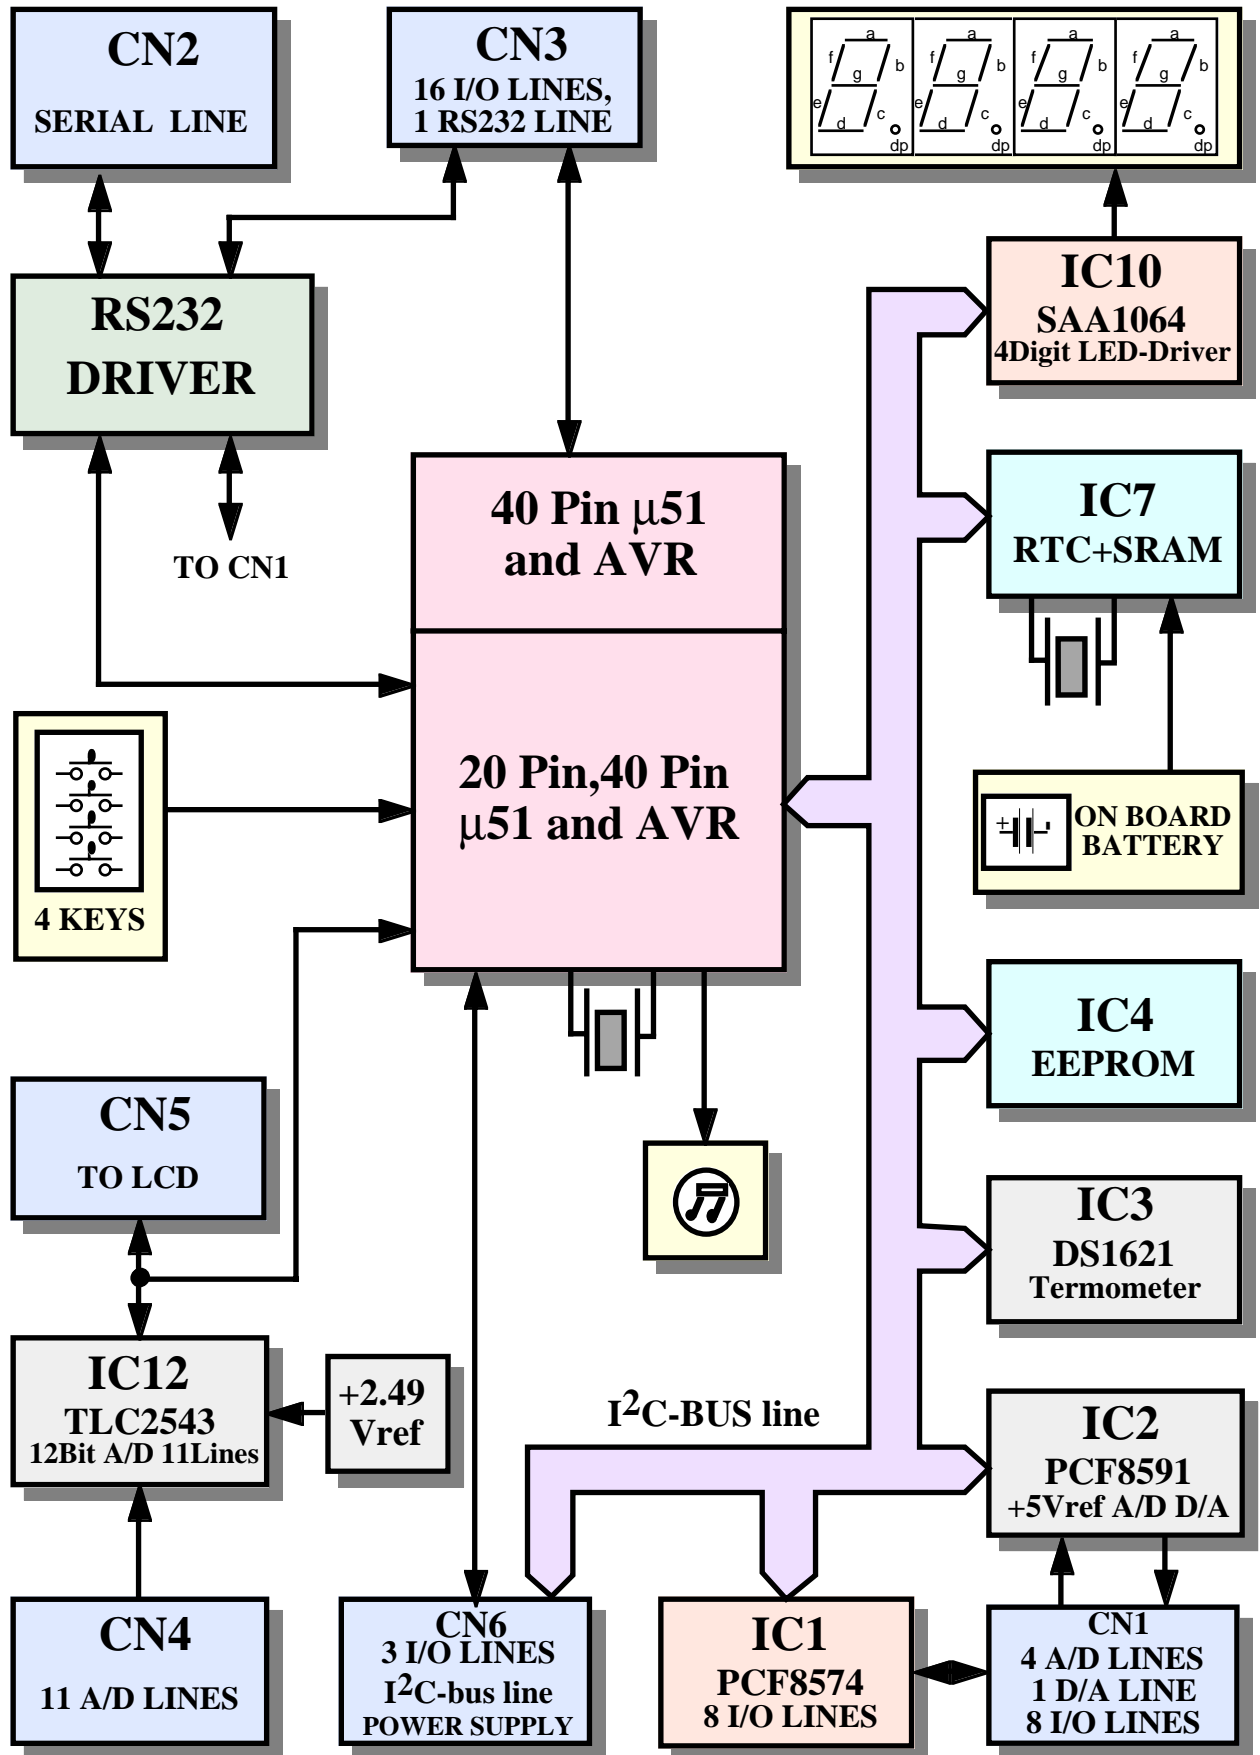 CN2
SERIAL LINE
CN3
16 I/O LINES,
1 RS232 LINE
a
f
b
g
e
c
d
dp
a
f
b
g
e
c
d
dp
a
f
b
g
e
c
d
dp
a
f
b
g
e
c
d
dp
IC10
SAA1064
4Digit LED-Driver
RS232
DRIVER
TO CN1
40 Pin µ51
and AVR
IC7
RTC+SRAM
20 Pin,40 Pin
µ51 and AVR
4 KEYS
+ -
ON BOARD
BATTERY
IC4
EEPROM
CN5
TO LCD
IC3
DS1621
Termometer
IC12
TLC2543
12Bit A/D 11Lines
+2.49
Vref
I²C-BUS line
IC2
PCF8591
+5Vref A/D D/A
CN4
11 A/D LINES
CN6
3 I/O LINES
I²C-bus line
POWER SUPPLY
IC1
PCF8574
8 I/O LINES
CN1
4 A/D LINES
1 D/A LINE
8 I/O LINES